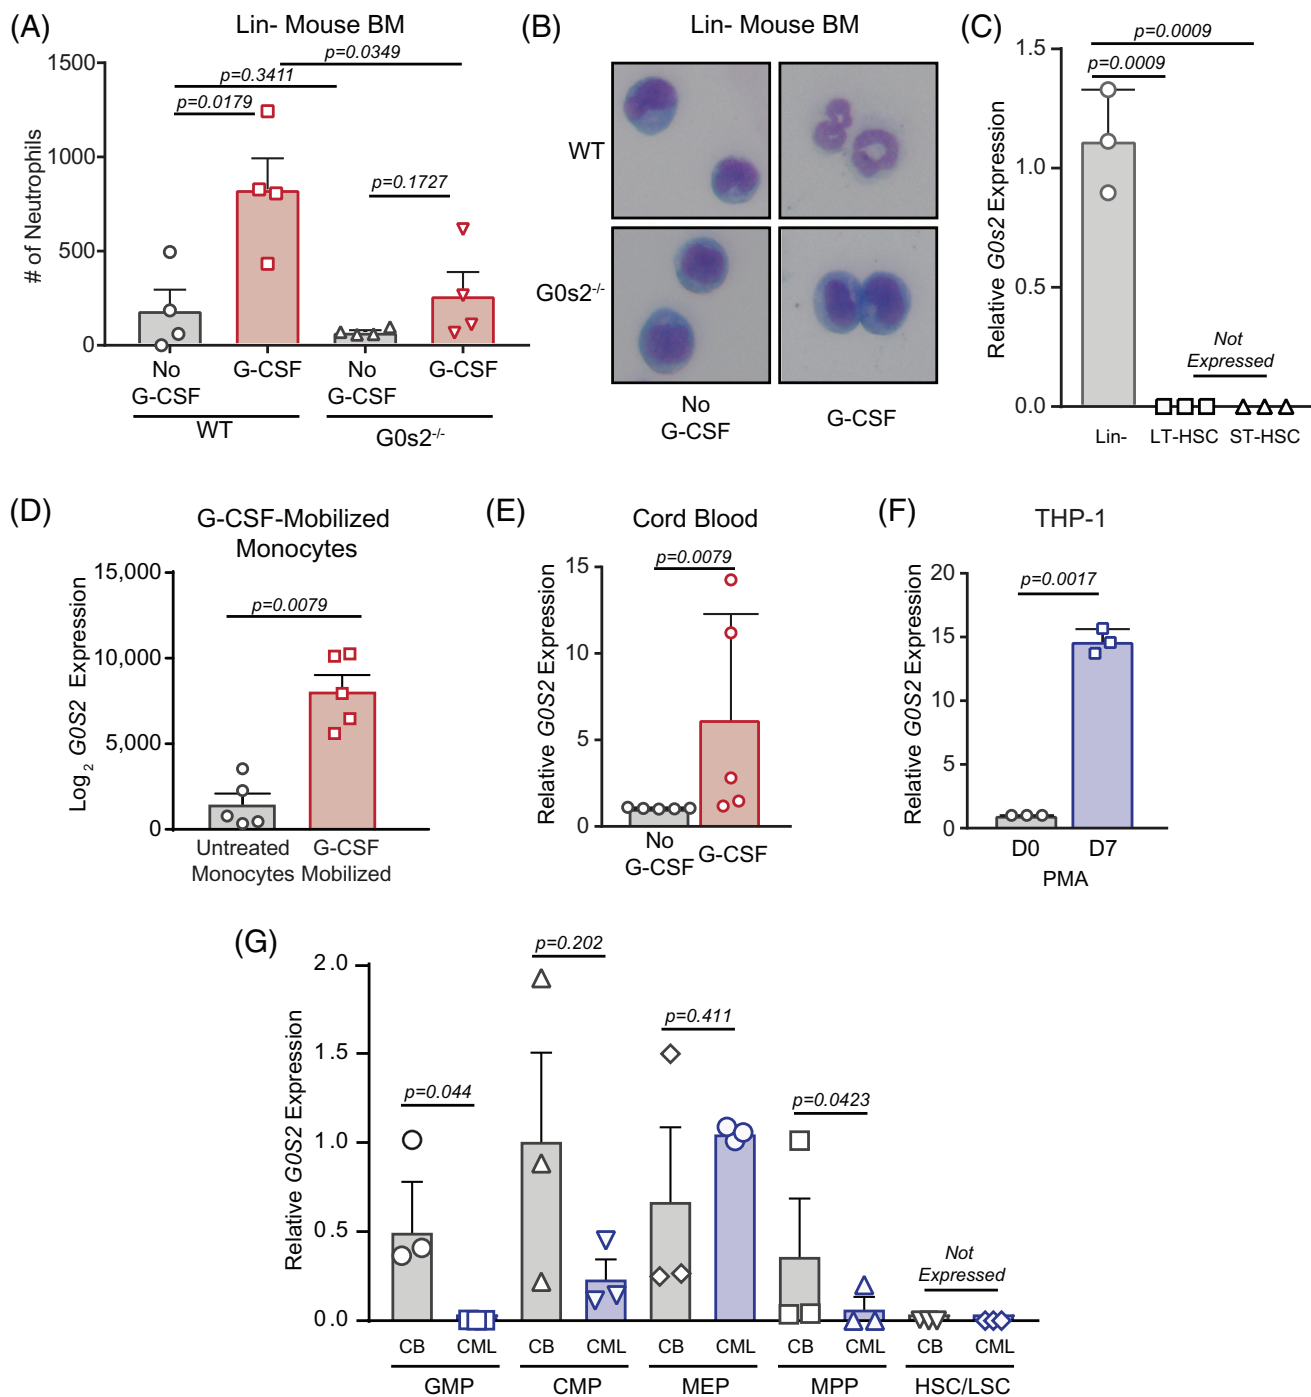 (A)
Lin- Mouse BM
# of Neutrophils
1500
1000
500
0
p=0.0349
p=0.3411
p=0.0179
p=0.1727
No G-CSF
G-CSF
No G-CSF
G-CSF
WT
G0s2-/-
(B)
Lin- Mouse BM
WT
G0s2-/-
No G-CSF
G-CSF
(C)
Relative G0s2 Expression
1.5
1.0
0.5
0.0
p=0.0009
p=0.0009
Not
Expressed
Lin-
LT-HSC
ST-HSC
(D)
G-CSF-Mobilized
Monocytes
Log2 G0S2 Expression
15,000
10,000
5,000
0
p=0.0079
Untreated Monocytes
G-CSF Mobilized
(E)
Cord Blood
Relative G0S2 Expression
15
10
5
0
p=0.0079
No G-CSF
G-CSF
(F)
THP-1
Relative G0S2 Expression
20
15
10
5
0
p=0.0017
D0
D7
PMA
(G)
Relative G0S2 Expression
2.0
1.5
1.0
0.5
0.0
p=0.044
p=0.202
p=0.411
p=0.0423
Not
Expressed
CB CML CB CML CB CML CB CML CB CML
GMP CMP MEP MPP HSC/LSC